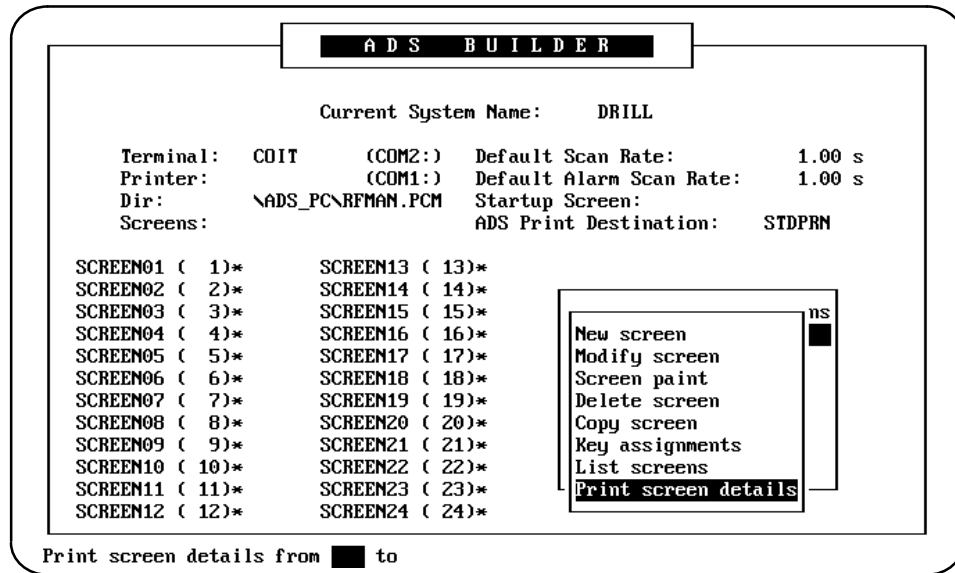 ADS BUILDER
Current System Name: DRILL
Terminal: COIT (COM2:) Default Scan Rate: 1.00 s
Printer: (COM1:) Default Alarm Scan Rate: 1.00 s
Dir: \ADS_PC\RFMAN.PCM Startup Screen:
Screens: ADS Print Destination: STDPRN
SCREEN01 ( 1)* SCREEN13 ( 13)*
SCREEN02 ( 2)* SCREEN14 ( 14)*
SCREEN03 ( 3)* SCREEN15 ( 15)* ns
SCREEN04 ( 4)* SCREEN16 ( 16)* New screen
SCREEN05 ( 5)* SCREEN17 ( 17)* Modify screen
SCREEN06 ( 6)* SCREEN18 ( 18)* Screen paint
SCREEN07 ( 7)* SCREEN19 ( 19)* Delete screen
SCREEN08 ( 8)* SCREEN20 ( 20)* Copy screen
SCREEN09 ( 9)* SCREEN21 ( 21)* Key assignments
SCREEN10 ( 10)* SCREEN22 ( 22)* List screens
SCREEN11 ( 11)* SCREEN23 ( 23)* Print screen details
SCREEN12 ( 12)* SCREEN24 ( 24)*
Print screen details from to